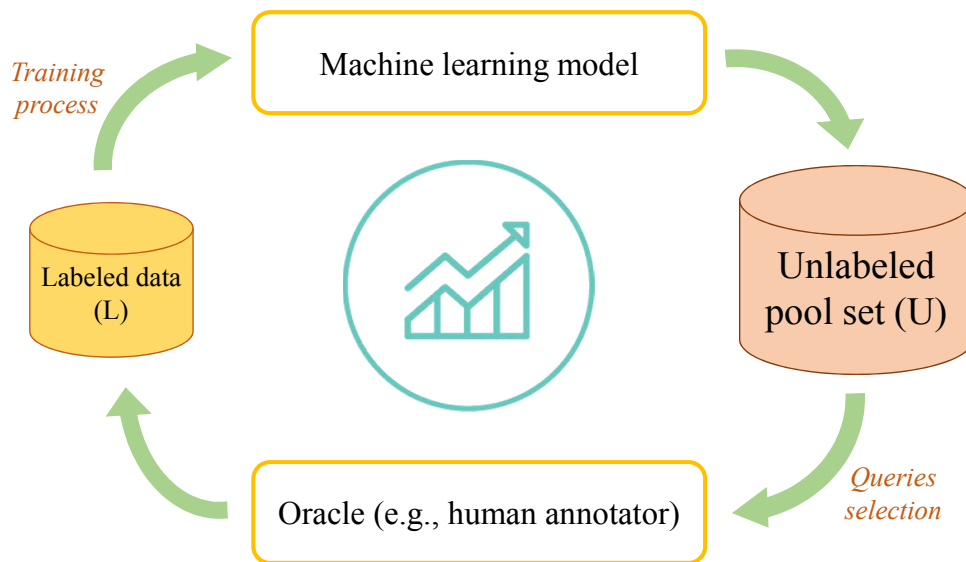 Training
process
Machine learning model
Labeled data
(L)
Unlabeled
pool set (U)
Oracle (e.g., human annotator)
Queries
selection